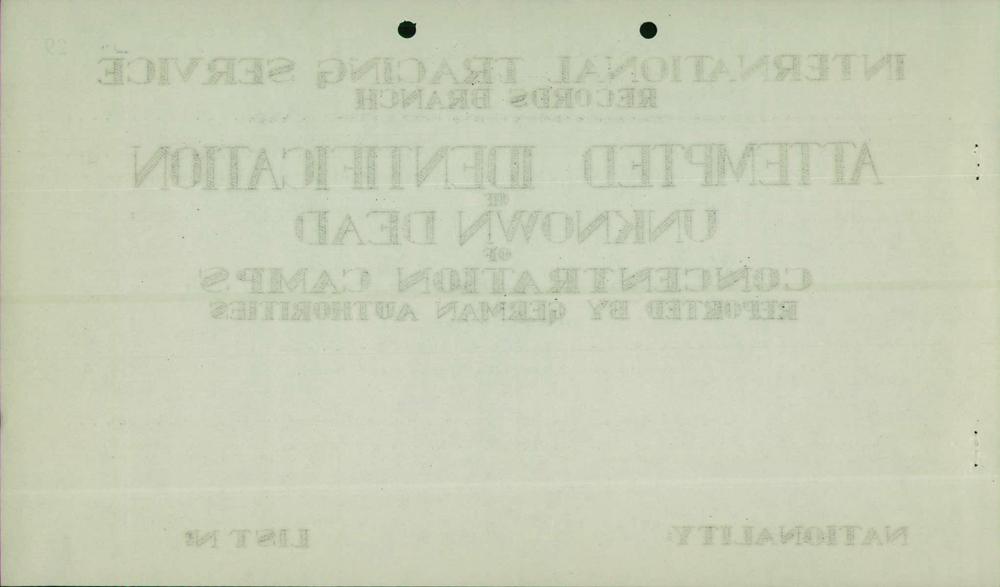 29
INTERNATIONAL TRACING SERVICE
RECORDS BRANCH
ATTEMPTED IDENTIFICATION
OF
UNKNOWN DEAD
OF
CONCENTRATION CAMPS'
REPORTED BY GERMAN AUTHORITIES
NATIONALITY LIST Nº